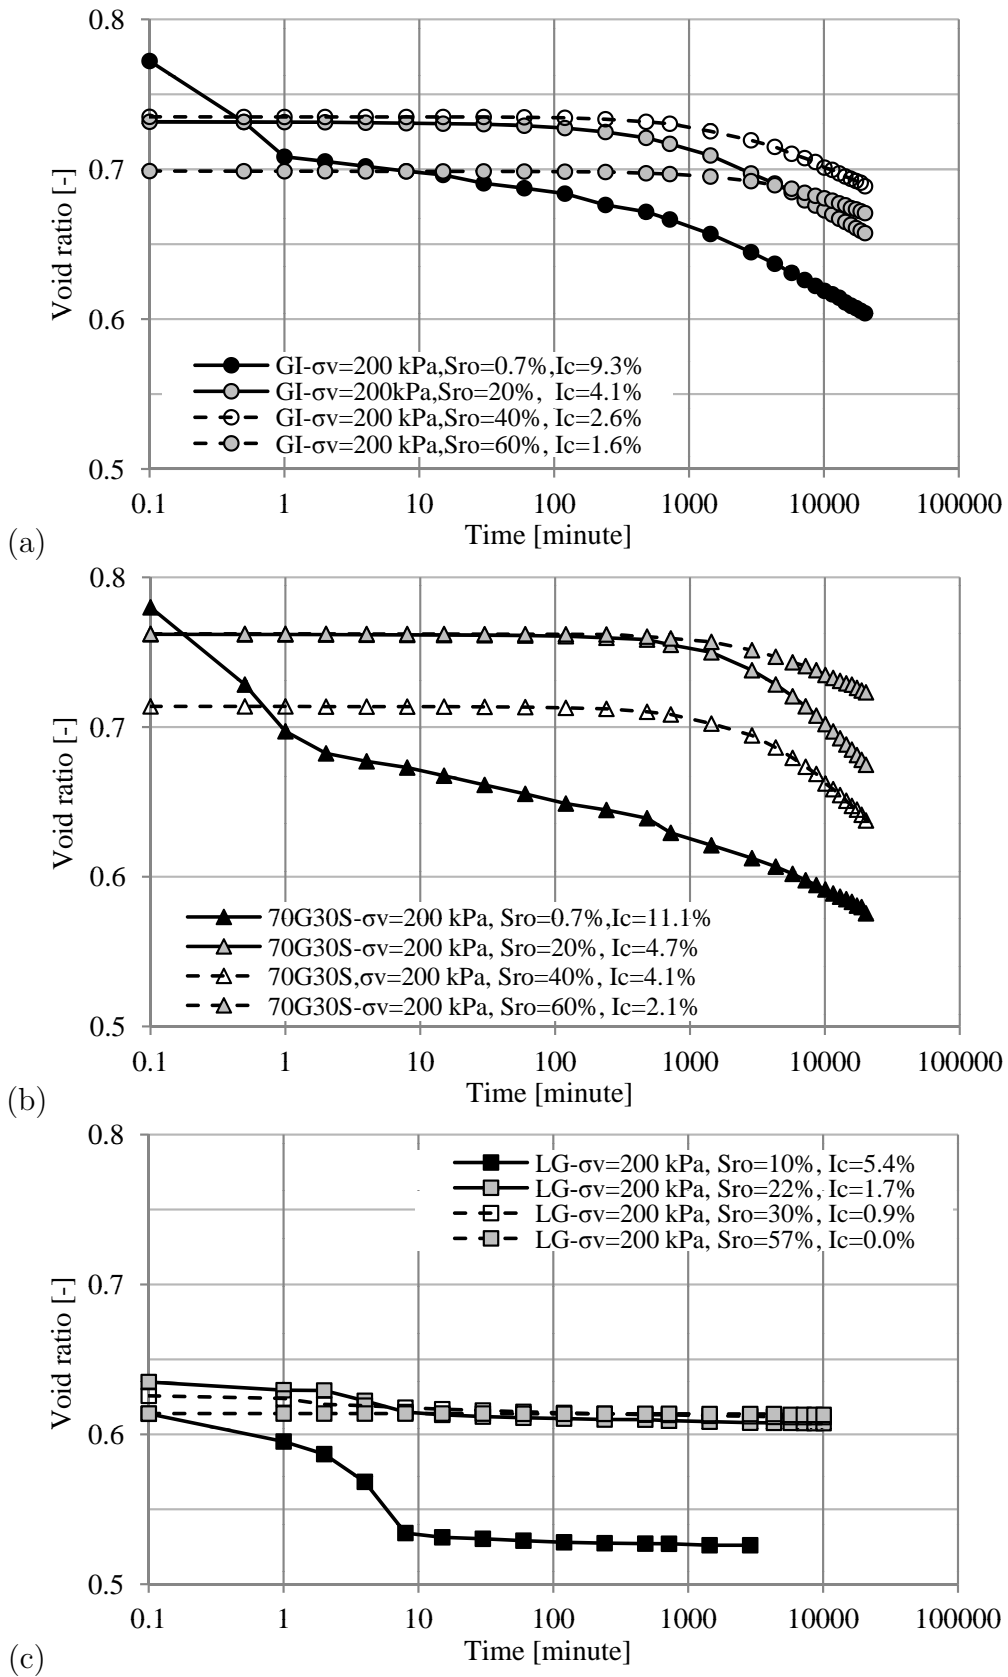 0.8
0.7
0.6
0.5
Void ratio [-]
GI-σv=200 kPa,Sro=0.7%,Ic=9.3%
GI-σv=200kPa,Sro=20%, Ic=4.1%
GI-σv=200 kPa,Sro=40%, Ic=2.6%
GI-σv=200 kPa,Sro=60%, Ic=1.6%
0.1 1 10 100 1000 10000 100000
Time [minute]
(a)
0.8
0.7
0.6
0.5
Void ratio [-]
70G30S-σv=200 kPa, Sro=0.7%,Ic=11.1%
70G30S-σv=200 kPa, Sro=20%, Ic=4.7%
70G30S,σv=200 kPa, Sro=40%, Ic=4.1%
70G30S-σv=200 kPa, Sro=60%, Ic=2.1%
0.1 1 10 100 1000 10000 100000
Time [minute]
(b)
0.8
0.7
0.6
0.5
Void ratio [-]
LG-σv=200 kPa, Sro=10%, Ic=5.4%
LG-σv=200 kPa, Sro=22%, Ic=1.7%
LG-σv=200 kPa, Sro=30%, Ic=0.9%
LG-σv=200 kPa, Sro=57%, Ic=0.0%
0.1 1 10 100 1000 10000 100000
Time [minute]
(c)